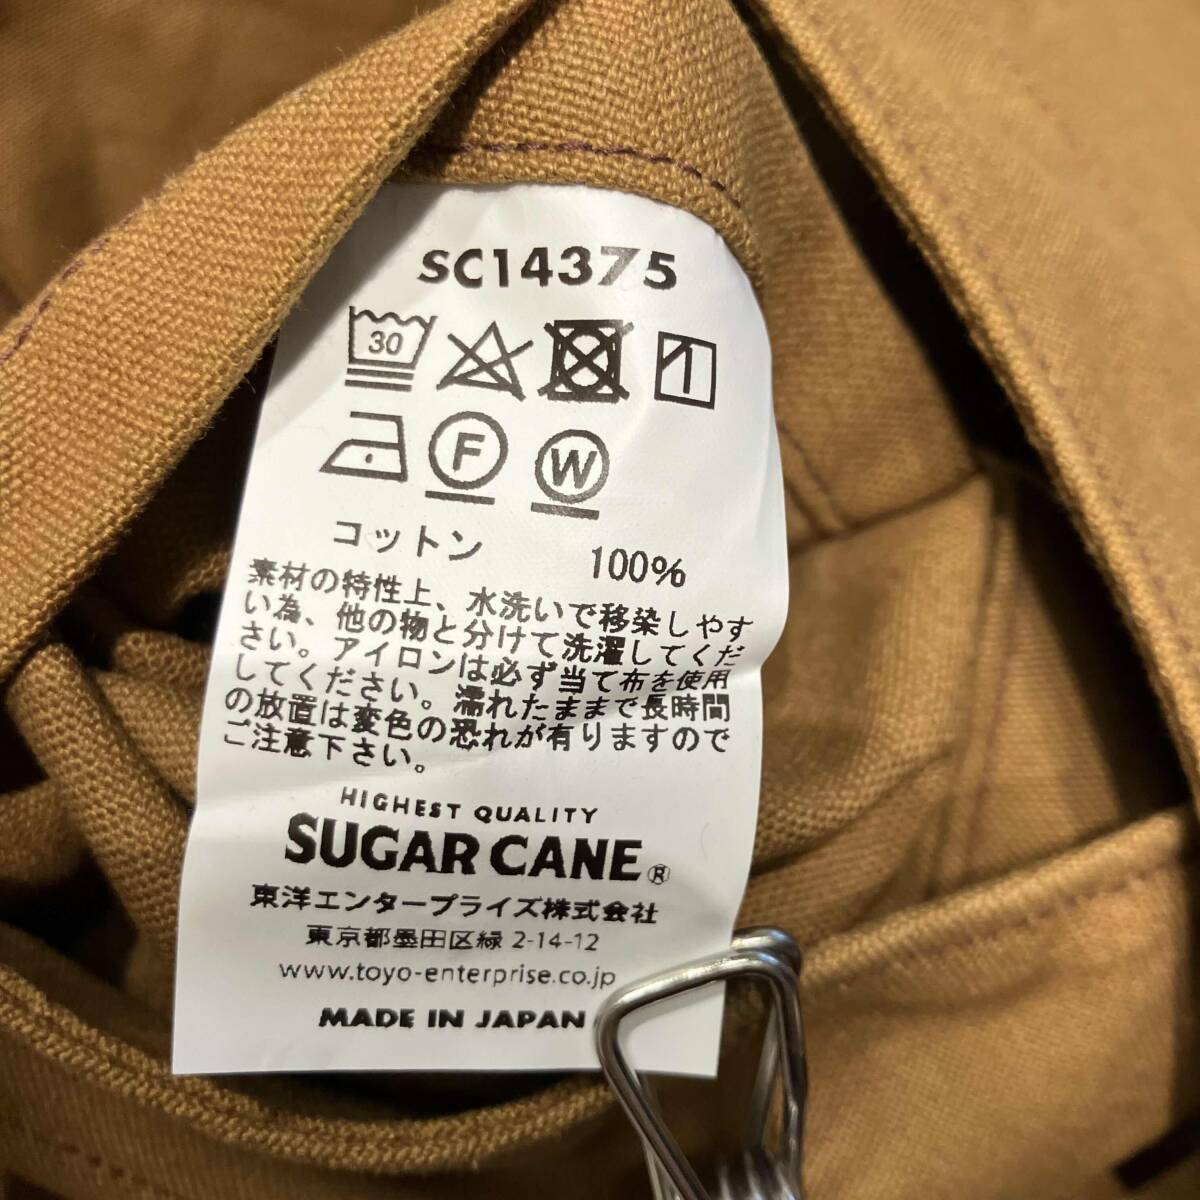 SC14375
30
F W
コットン 100%
素材の特性上、水洗いで移染しやす
い為、他の物と分けて洗濯してくだ
さい。アイロンは必ず当て布を使用
してください。濡れたままで長時間
の放置は変色の恐れが有りますので
ご注意下さい。
HIGHEST QUALITY
SUGAR CANE®
東洋エンタープライズ株式会社
東京都墨田区緑 2-14-12
www.toyo-enterprise.co.jp
MADE IN JAPAN